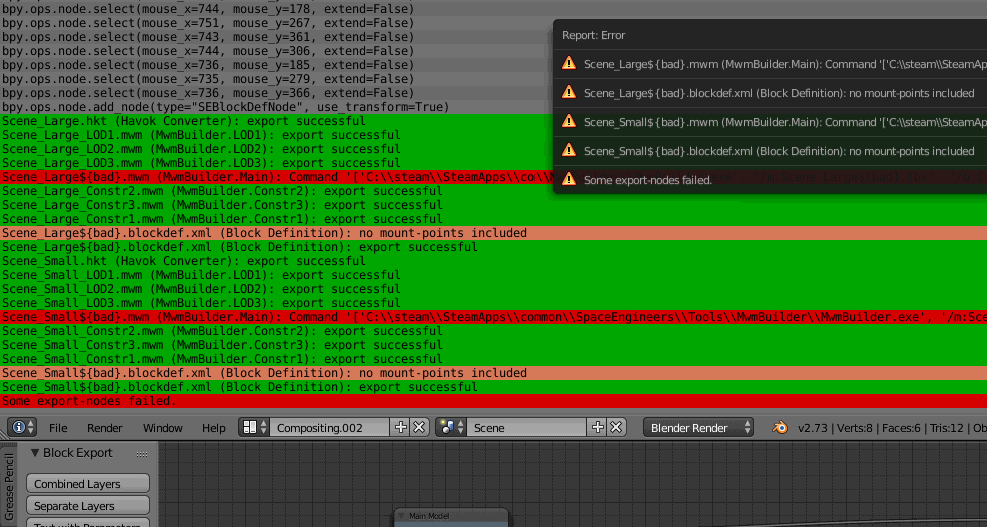 bpy.ops.node.select(mouse_x=744, mouse_y=178, extend=False)
bpy.ops.node.select(mouse_x=751, mouse_y=267, extend=False)
bpy.ops.node.select(mouse_x=743, mouse_y=361, extend=False)
bpy.ops.node.select(mouse_x=744, mouse_y=306, extend=False)
bpy.ops.node.select(mouse_x=736, mouse_y=185, extend=False)
bpy.ops.node.select(mouse_x=735, mouse_y=279, extend=False)
bpy.ops.node.select(mouse_x=736, mouse_y=366, extend=False)
bpy.ops.node.add_node(type="SEBlockDefNode", use_transform=True)
Scene_Large.hkt (Havok Converter): export successful
Scene_Large_LOD1.mwm (MwmBuilder.LOD1): export successful
Scene_Large_LOD2.mwm (MwmBuilder.LOD2): export successful
Scene_Large_LOD3.mwm (MwmBuilder.LOD3): export successful
Scene_Large${bad}.mwm (MwmBuilder.Main): Command '['C:\\steam\\SteamApps\\co
Scene_Large_Constr2.mwm (MwmBuilder.Constr2): export successful
Scene_Large_Constr3.mwm (MwmBuilder.Constr3): export successful
Scene_Large_Constr1.mwm (MwmBuilder.Constr1): export successful
Scene_Large${bad}.blockdef.xml (Block Definition): no mount-points included
Scene_Large${bad}.blockdef.xml (Block Definition): export successful
Scene_Small.hkt (Havok Converter): export successful
Scene_Small_LOD1.mwm (MwmBuilder.LOD1): export successful
Scene_Small_LOD2.mwm (MwmBuilder.LOD2): export successful
Scene_Small_LOD3.mwm (MwmBuilder.LOD3): export successful
Scene_Small${bad}.mwm (MwmBuilder.Main): Command '['C:\\steam\\SteamApps\\common\\SpaceEngineers\\Tools\\MwmBuilder\\MwmBuilder.exe', '/m:Sce
Scene_Small_Constr2.mwm (MwmBuilder.Constr2): export successful
Scene_Small_Constr3.mwm (MwmBuilder.Constr3): export successful
Scene_Small_Constr1.mwm (MwmBuilder.Constr1): export successful
Scene_Small${bad}.blockdef.xml (Block Definition): no mount-points included
Scene_Small${bad}.blockdef.xml (Block Definition): export successful
Some export-nodes failed.
Report: Error
Scene_Large${bad}.mwm (MwmBuilder.Main): Command '['C:\\steam\\SteamAp
Scene_Large${bad}.blockdef.xml (Block Definition): no mount-points included
Scene_Small${bad}.mwm (MwmBuilder.Main): Command '['C:\\steam\\SteamAp
Scene_Small${bad}.blockdef.xml (Block Definition): no mount-points included
Some export-nodes failed.
File Render Window Help Compositing.002 Scene Blender Render v2.73 | Verts:8 | Faces:6 | Tris:12 | Ob
Grease Pencil
Block Export
Combined Layers
Separate Layers
Text with Parameters
Main Model